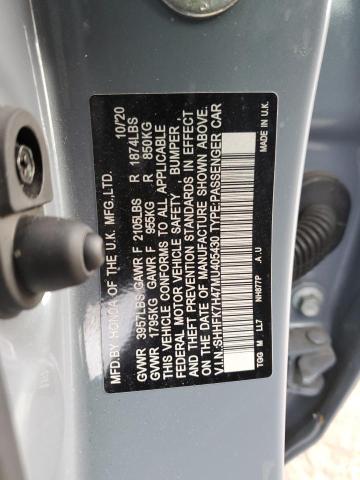 MFD.BY HONDA OF THE U.K. MFG.,LTD. 10/20
GVWR 3957LBS GAWR F 2105LBS R 1874LBS
GVWR 1795KG GAWR F 955KG R 850KG
THIS VEHICLE CONFORMS TO ALL APPLICABLE
FEDERAL MOTOR VEHICLE SAFETY, BUMPER,
AND THEFT PREVENTION STANDARDS IN EFFECT
ON THE DATE OF MANUFACTURE SHOWN ABOVE.
V.I.N.:SHHFK7H47MU405430 TYPE:PASSENGER CAR
TGG M LL7 NH877P A.U MADE IN U.K.